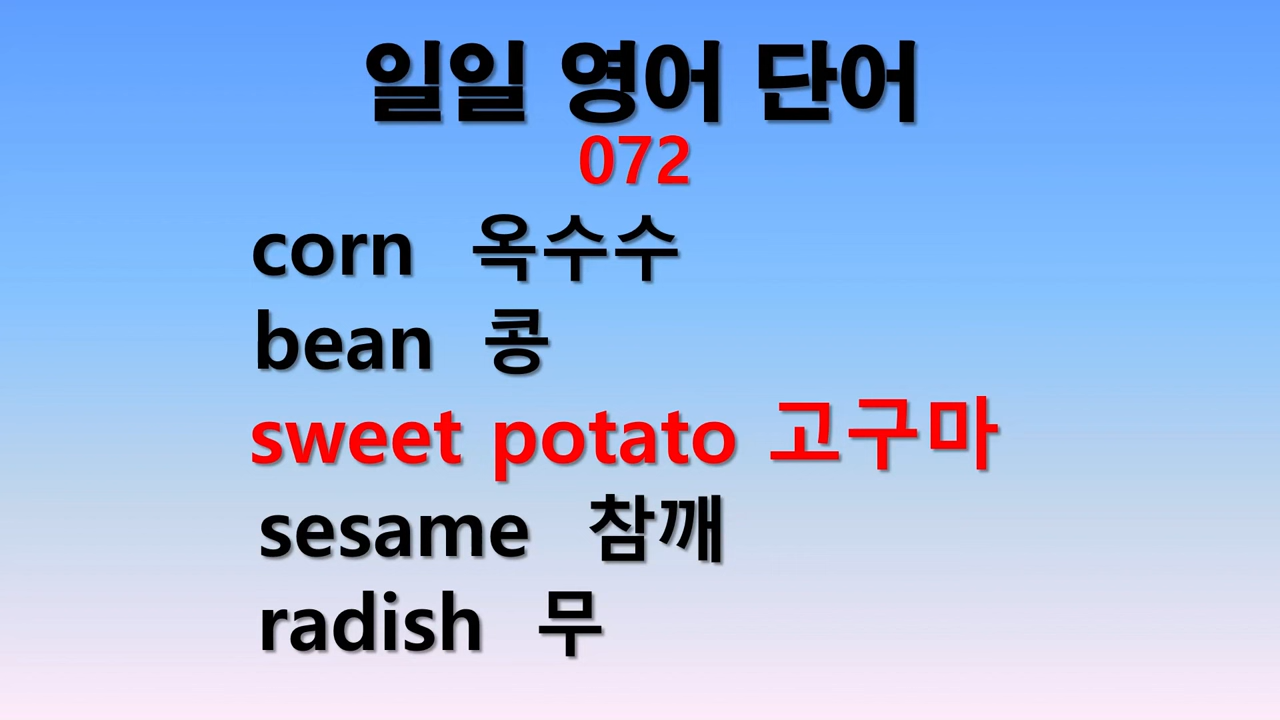 일일 영어 단어
072
corn 옥수수
bean 콩
sweet potato 고구마
sesame 참깨
radish 무